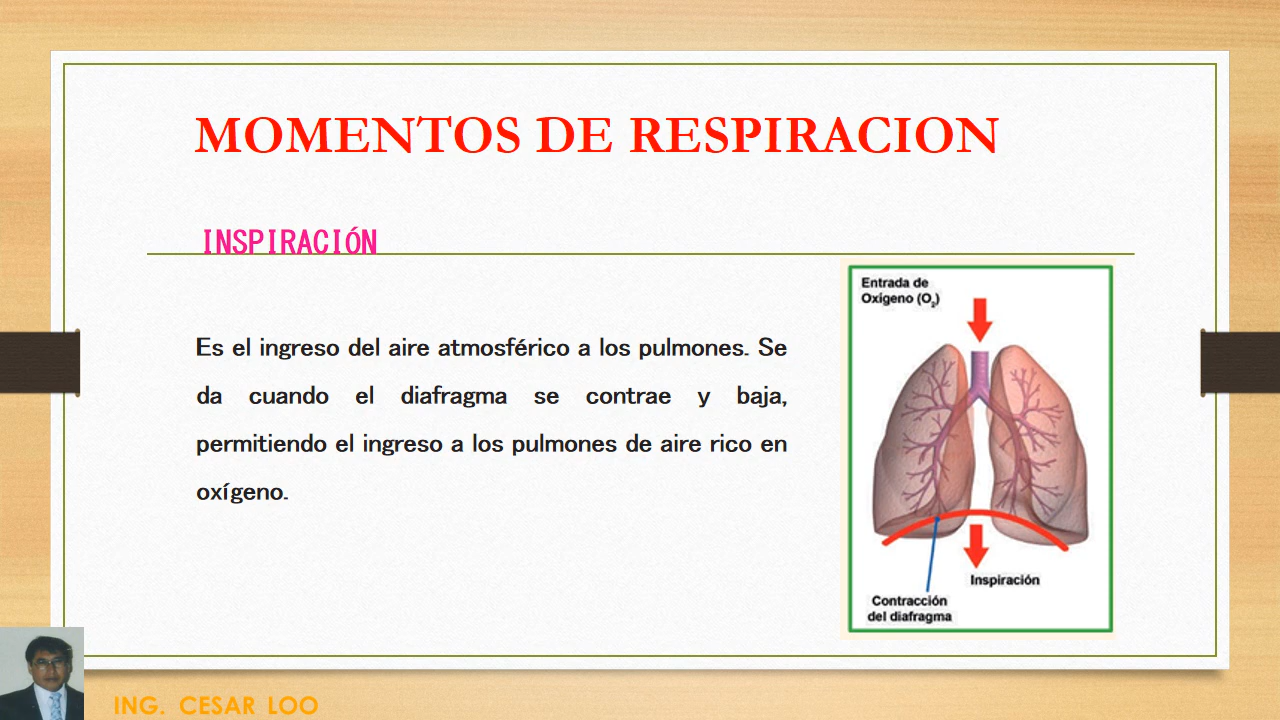 MOMENTOS DE RESPIRACION
INSPIRACIÓN
Es el ingreso del aire atmosférico a los pulmones. Se
da cuando el diafragma se contrae y baja,
permitiendo el ingreso a los pulmones de aire rico en
oxígeno.
Entrada de
Oxígeno (O₂)
Inspiración
Contracción
del diafragma
ING. CESAR LOO